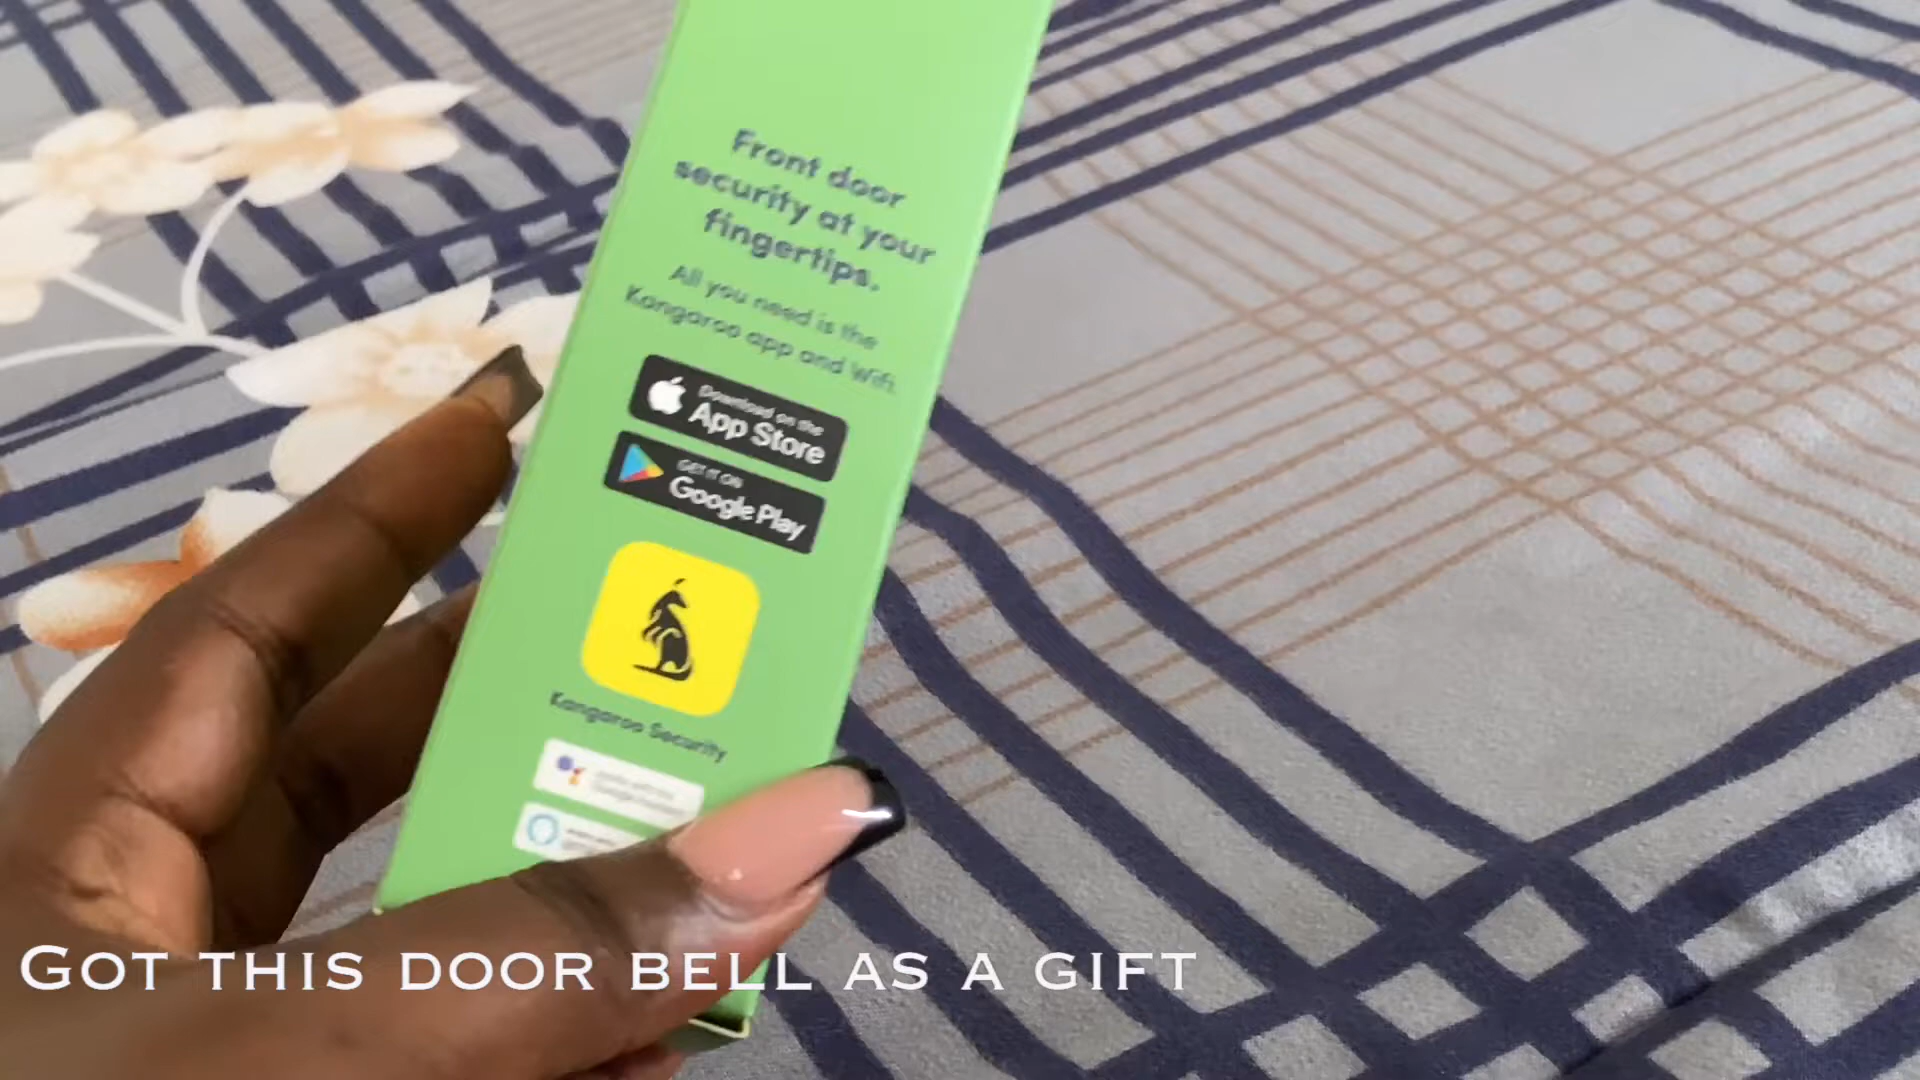 Front door
security at your
fingertips.
All you need is the
Kangaroo app and Wifi.
Download on the
App Store
GET IT ON
Google Play
Kangaroo Security
GOT THIS DOOR BELL AS A GIFT